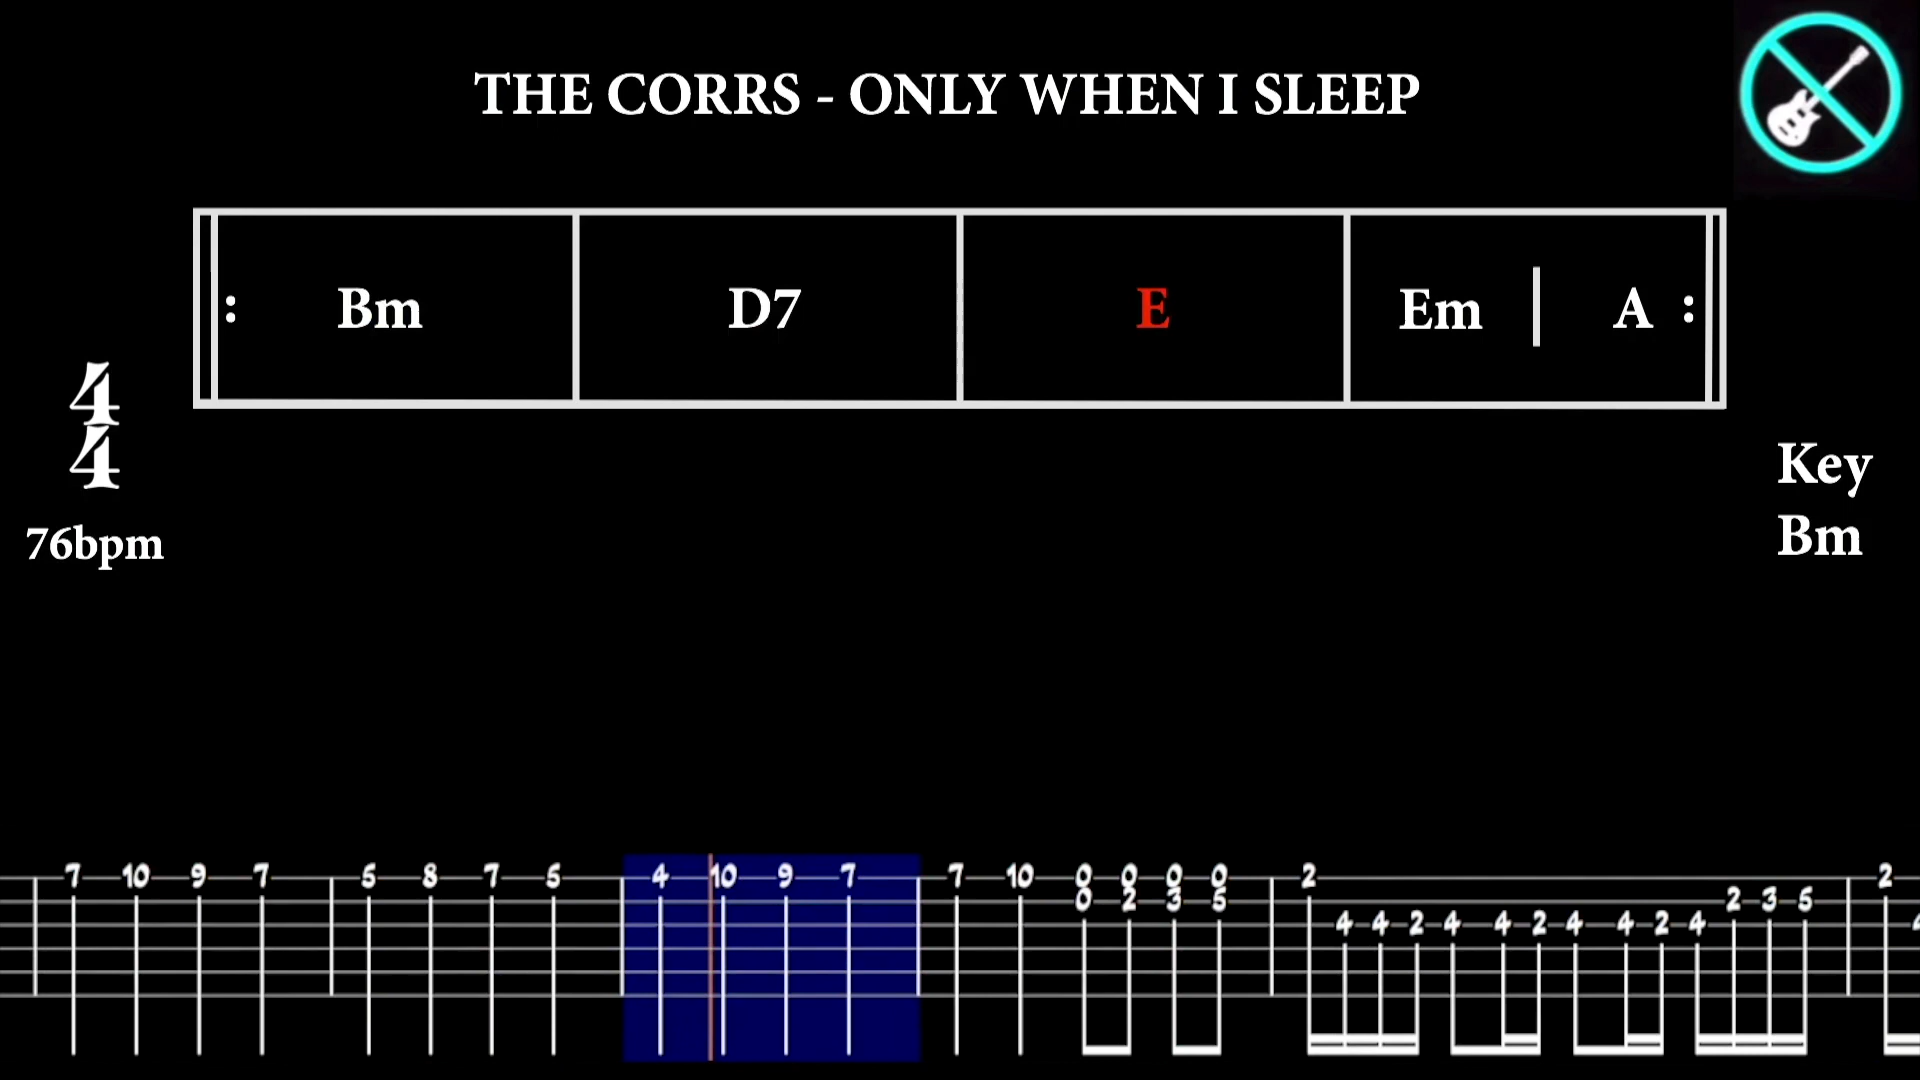 THE CORRS - ONLY WHEN I SLEEP
: Bm D7 E Em | A :
4
4
76bpm
Key
Bm
7 10 9 7 5 8 7 5 4 10 9 7 7 10 0 0 0 0 2 2
0 2 3 5 2 3 5
4 4 2 4 4 2 4 4 2 4